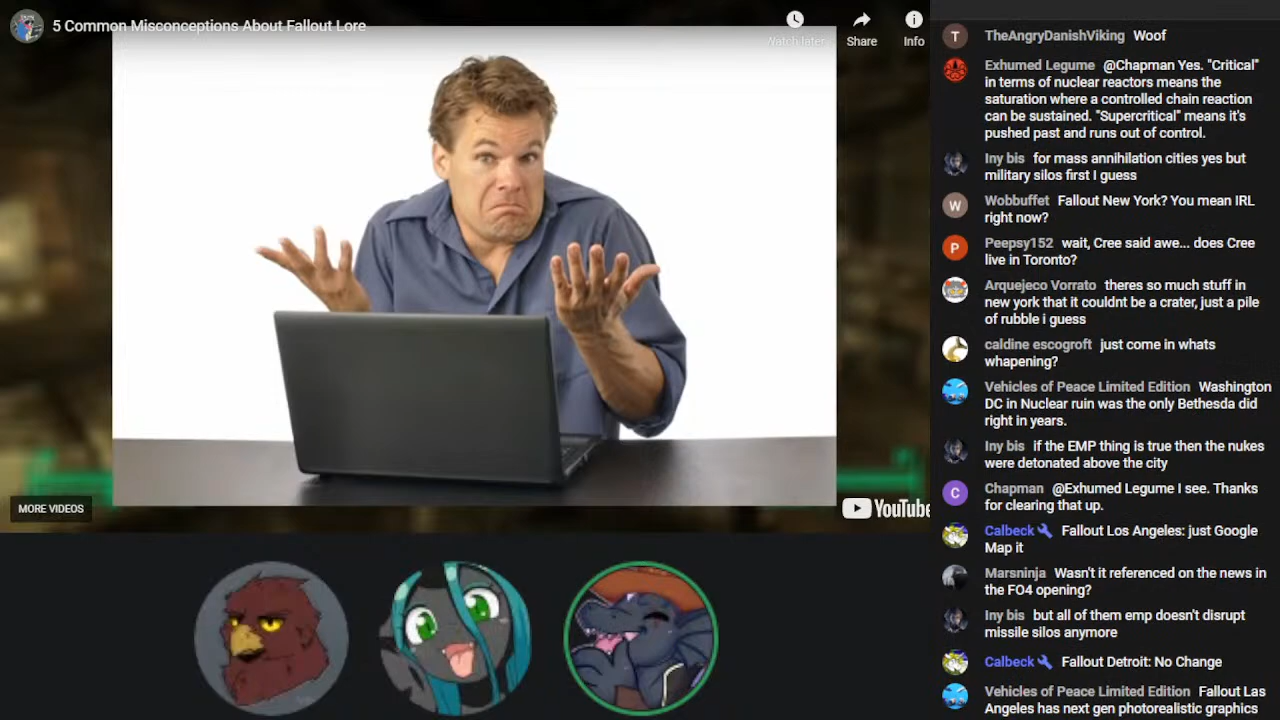 5 Common Misconceptions About Fallout Lore
Watch later
Share
Info
MORE VIDEOS
YouTube
T
TheAngryDanishViking Woof
Exhumed Legume @Chapman Yes. "Critical"
in terms of nuclear reactors means the
saturation where a controlled chain reaction
can be sustained. "Supercritical" means it's
pushed past and runs out of control.
Iny bis for mass annihilation cities yes but
military silos first I guess
W
Wobbuffet Fallout New York? You mean IRL
right now?
P
Peepsy152 wait, Cree said awe... does Cree
live in Toronto?
Arquejeco Vorrato theres so much stuff in
new york that it couldnt be a crater, just a pile
of rubble i guess
caldine escogroft just come in whats
whapening?
Vehicles of Peace Limited Edition Washington
DC in Nuclear ruin was the only Bethesda did
right in years.
Iny bis if the EMP thing is true then the nukes
were detonated above the city
C
Chapman @Exhumed Legume I see. Thanks
for clearing that up.
Calbeck Fallout Los Angeles: just Google
Map it
Marsninja Wasn't it referenced on the news in
the FO4 opening?
Iny bis but all of them emp doesn't disrupt
missile silos anymore
Calbeck Fallout Detroit: No Change
Vehicles of Peace Limited Edition Fallout Las
Angeles has next gen photorealistic graphics